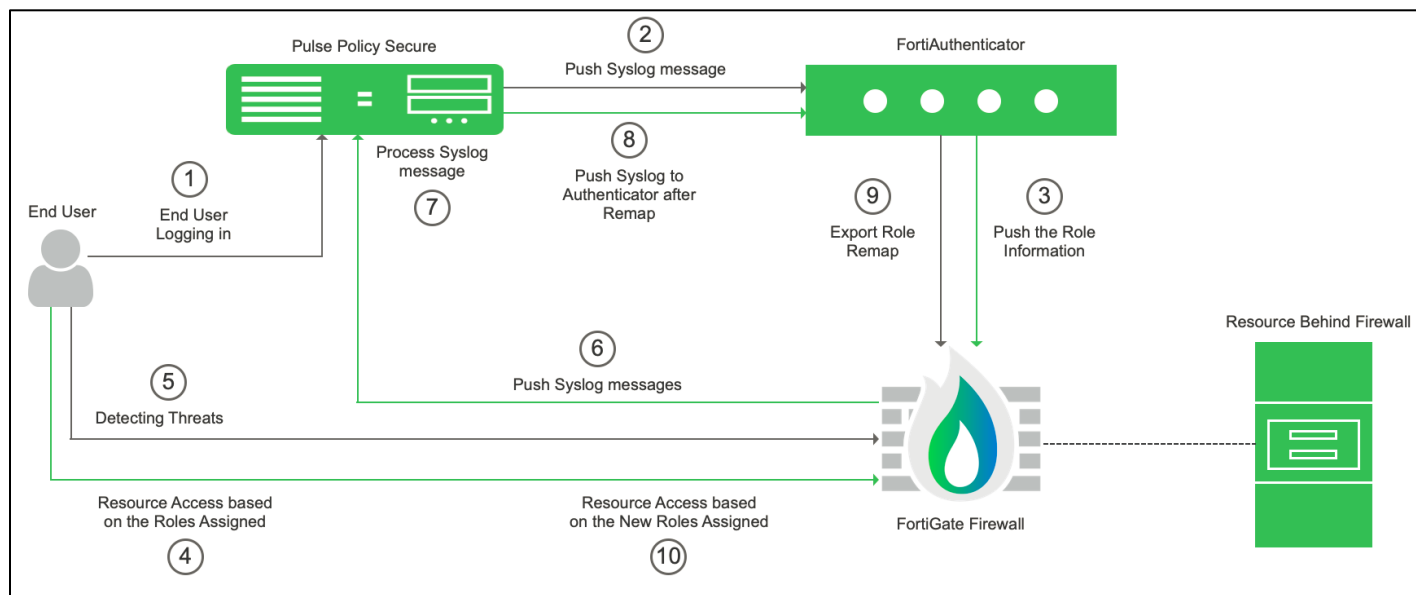 Pulse Policy Secure
2
Push Syslog message
FortiAuthenticator
8
Push Syslog to
Authenticator after
Remap
Process Syslog
message
7
1
End User
Logging in
End User
9
Export Role
Remap
3
Push the Role
Information
Resource Behind Firewall
6
Push Syslog messages
5
Detecting Threats
Resource Access based
on the Roles Assigned
4
Resource Access based
on the New Roles Assigned
10
FortiGate Firewall